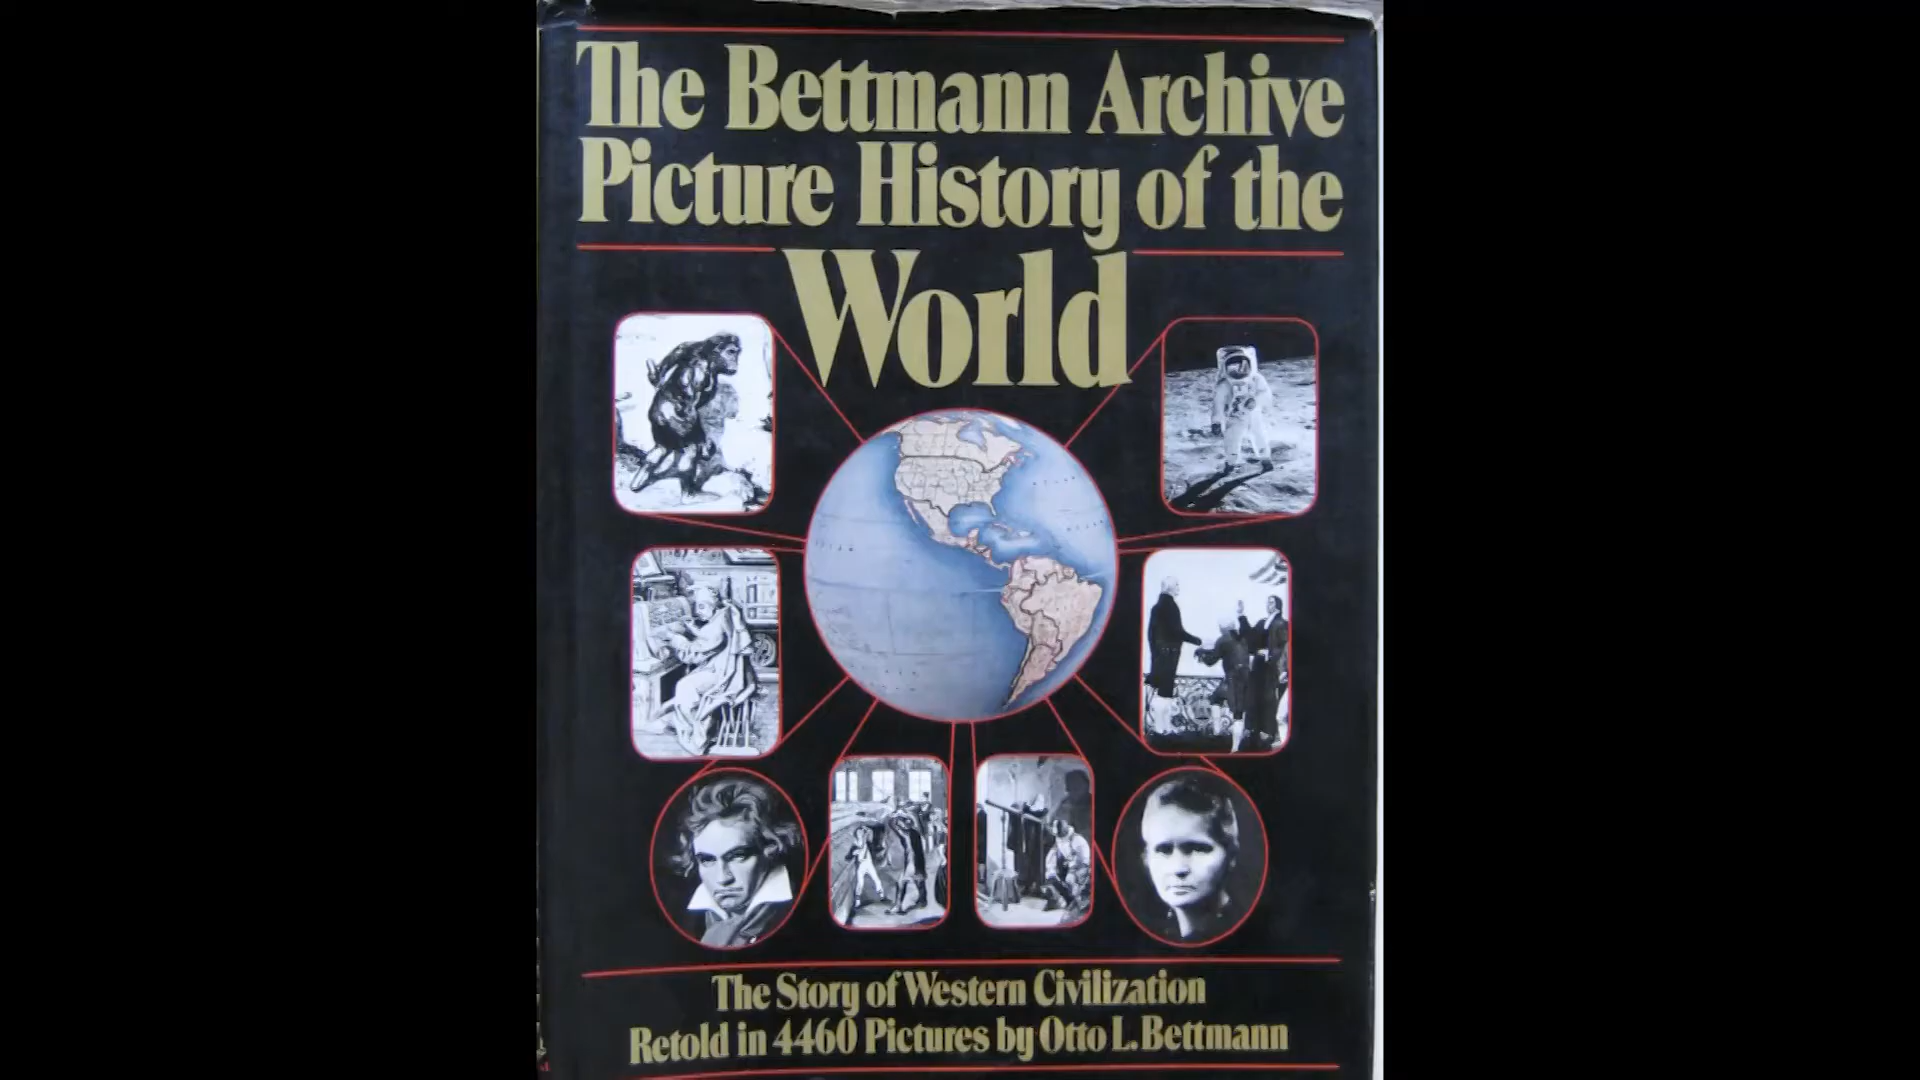 The Bettmann Archive
Picture History of the
World
The Story of Western Civilization
Retold in 4460 Pictures by Otto L. Bettmann